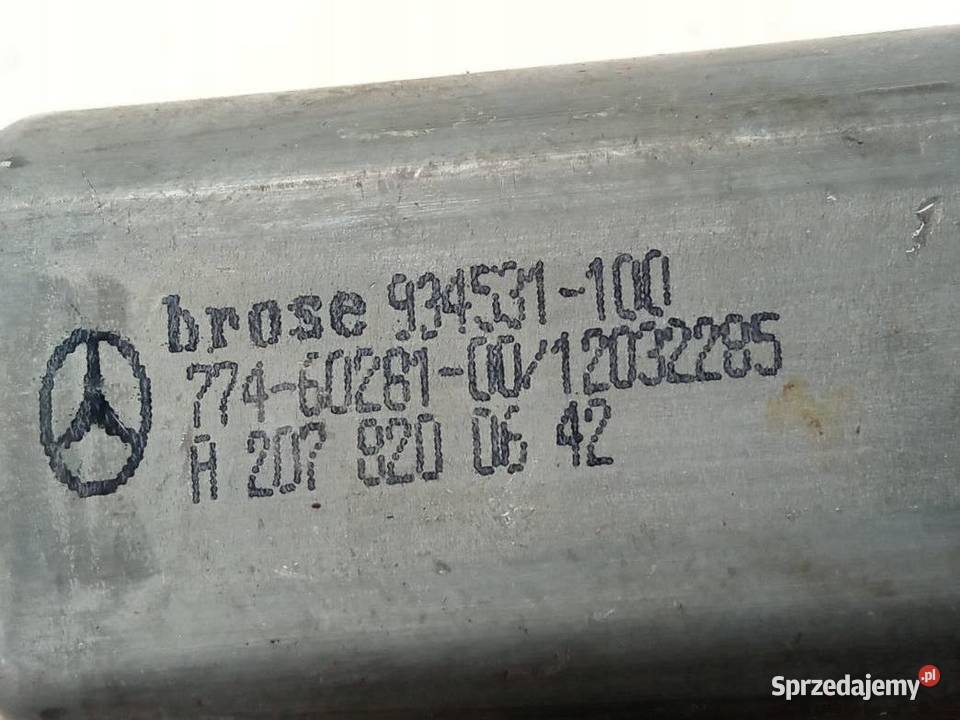 brose 934531-100
774-60281-00/12032285
A 207 820 06 42
Sprzedajemy.pl